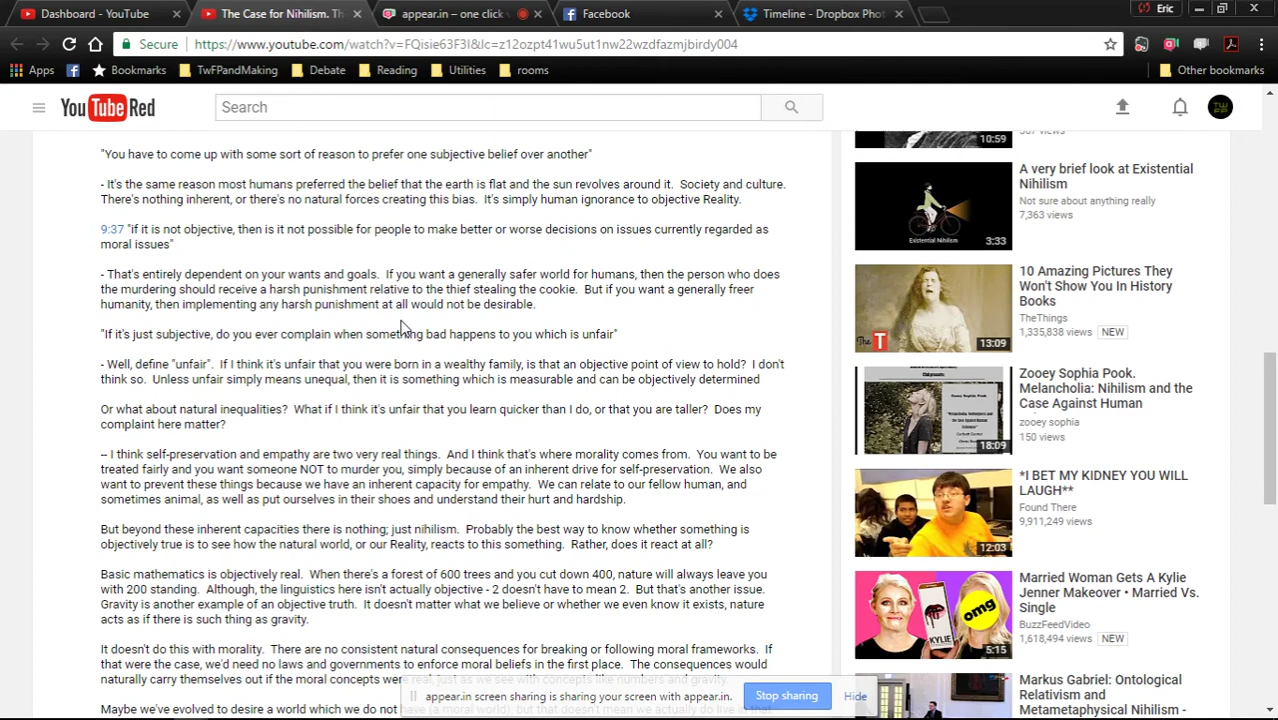 Dashboard - YouTube
The Case for Nihilism. Th
appear.in – one click v
Facebook
Timeline - Dropbox Phot
Eric
Secure
https://www.youtube.com/watch?v=FQisie63F3I&lc=z12ozpt41wu5ut1nw22wzdfazmjbirdy004
Apps
Bookmarks
TwFPandMaking
Debate
Reading
Utilities
rooms
Other bookmarks
YouTube Red
Search
"You have to come up with some sort of reason to prefer one subjective belief over another"
- It's the same reason most humans preferred the belief that the earth is flat and the sun revolves around it. Society and culture.
There's nothing inherent, or there's no natural forces creating this bias. It's simply human ignorance to objective Reality.
9:37 "if it is not objective, then is it not possible for people to make better or worse decisions on issues currently regarded as
moral issues"
- That's entirely dependent on your wants and goals. If you want a generally safer world for humans, then the person who does
the murdering should receive a harsh punishment relative to the thief stealing the cookie. But if you want a generally freer
humanity, then implementing any harsh punishment at all would not be desirable.
"If it's just subjective, do you ever complain when something bad happens to you which is unfair"
- Well, define "unfair". If I think it's unfair that you were born in a wealthy family, is that an objective point of view to hold? I don't
think so. Unless unfair simply means unequal, then it is something which is measurable and can be objectively determined
Or what about natural inequalities? What if I think it's unfair that you learn quicker than I do, or that you are taller? Does my
complaint here matter?
-- I think self-preservation and empathy are two very real things. And I think that's where morality comes from. You want to be
treated fairly and you want someone NOT to murder you, simply because of an inherent drive for self-preservation. We also
want to prevent these things because we have an inherent capacity for empathy. We can relate to our fellow human, and
sometimes animal, as well as put ourselves in their shoes and understand their hurt and hardship.
But beyond these inherent capacities there is nothing; just nihilism. Probably the best way to know whether something is
objectively true is to see how the natural world, or our Reality, reacts to this something. Rather, does it react at all?
Basic mathematics is objectively real. When there's a forest of 600 trees and you cut down 400, nature will always leave you
with 200 standing. Although, the linguistics here isn't actually objective - 2 doesn't have to mean 2. But that's another issue.
Gravity is another example of an objective truth. It doesn't matter what we believe or whether we even know it exists, nature
acts as if there is such thing as gravity.
It doesn't do this with morality. There are no consistent natural consequences for breaking or following moral frameworks. If
that were the case, we'd need no laws and governments to enforce moral beliefs in the first place. The consequences would
naturally carry themselves out if the moral concepts were real, just as we see with concepts like numbers and gravity.
Maybe we've evolved to desire a world which we do not have (a moral world), but that doesn't mean we actually do live in that
appear.in screen sharing is sharing your screen with appear.in.
Stop sharing
Hide
10:59
A very brief look at Existential
Nihilism
Not sure about anything really
7,363 views
Existential Nihilism
3:33
10 Amazing Pictures They
Won't Show You In History
Books
TheThings
1,335,838 views
NEW
The T
13:09
Zooey Sophia Pook.
Melancholia: Nihilism and the
Case Against Human
zooey sophia
150 views
18:09
*I BET MY KIDNEY YOU WILL
LAUGH**
Found There
9,911,249 views
12:03
Married Woman Gets A Kylie
Jenner Makeover • Married Vs.
Single
BuzzFeedVideo
1,618,494 views
NEW
KYLIE
omg
5:15
Markus Gabriel: Ontological
Relativism and
Metametaphysical Nihilism -